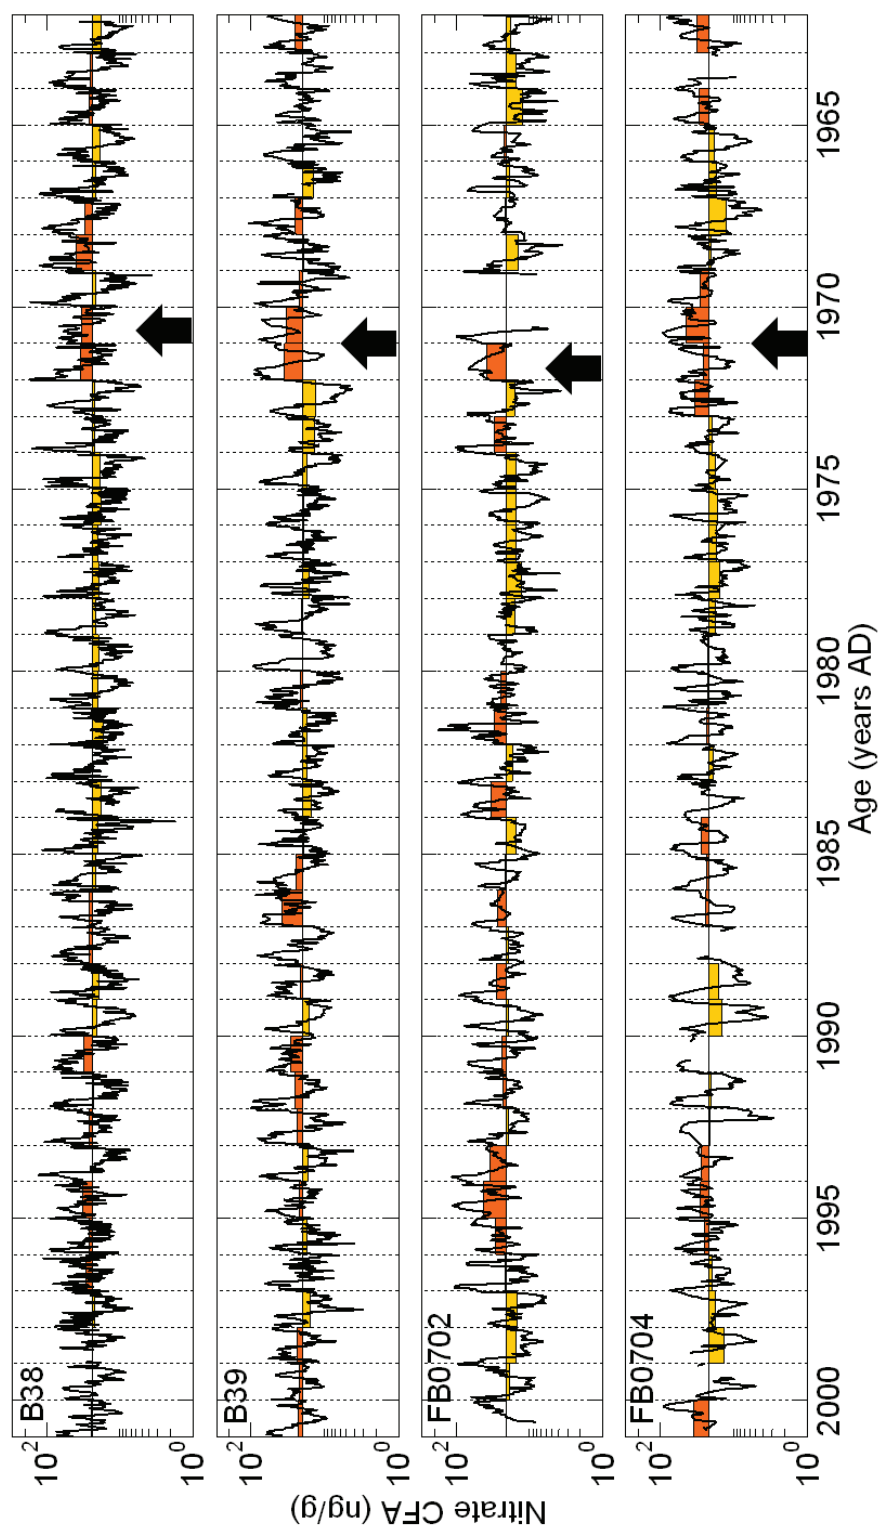 B38
10²
10⁰
B39
10²
10⁰
FB0702
10²
10⁰
FB0704
10²
10⁰
Nitrate CFA (ng/g)
2000
1995
1990
1985
1980
1975
1970
1965
Age (years AD)